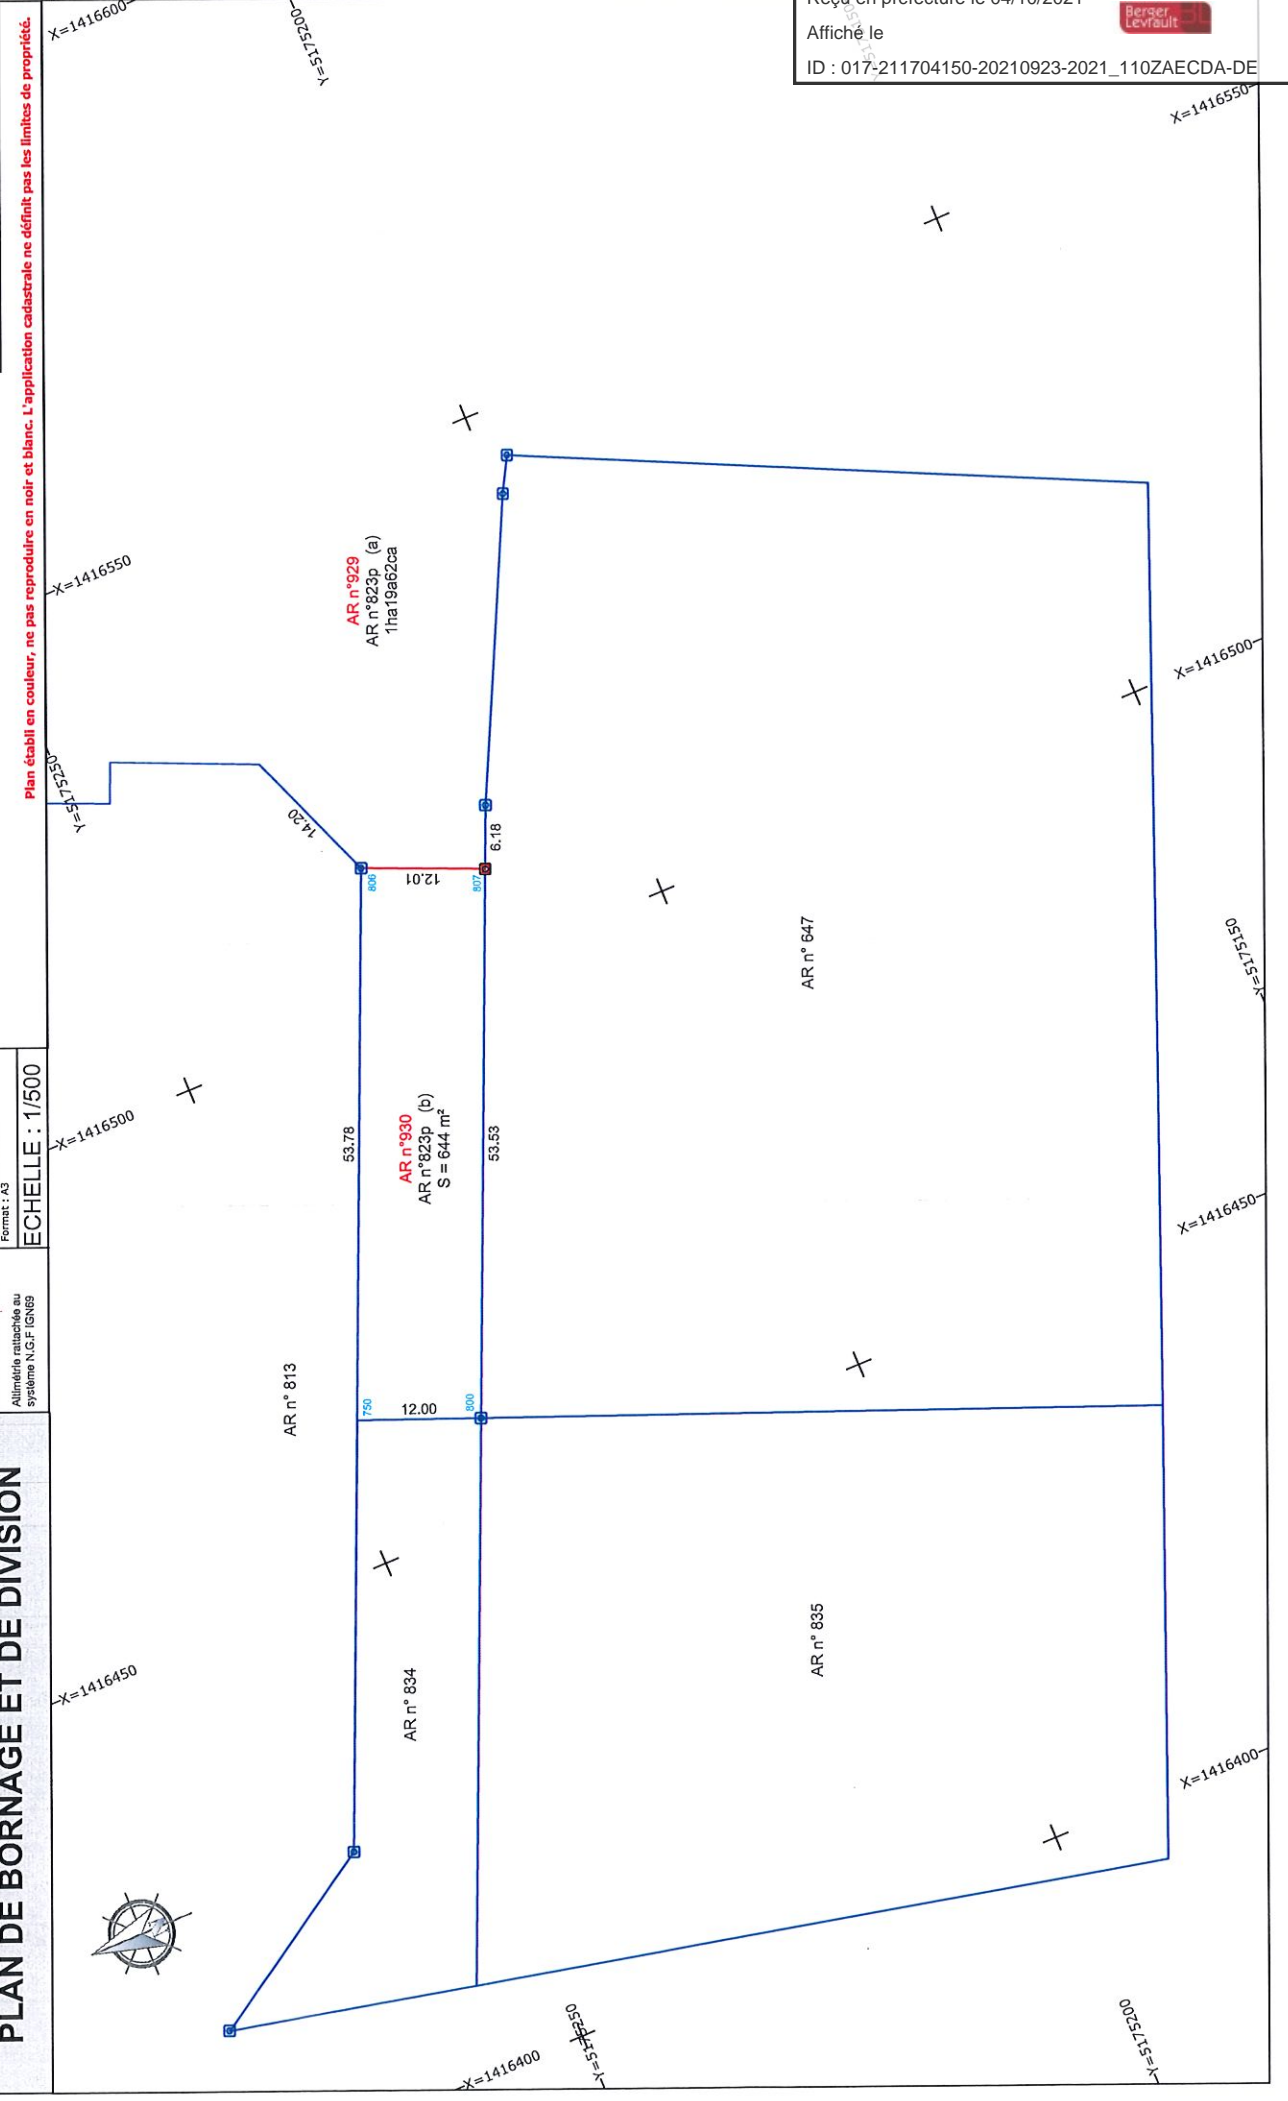 Affiché le
ID : 017-211704150-20210923-2021_110ZAECDA-DE
Berger
Levrault
PLAN DE BORNAGE ET DE DIVISION
Altimétrie rattachée au
système N.G.F IGN69
Format : A3
ECHELLE : 1/500
Plan établi en couleur, ne pas reproduire en noir et blanc. L'application cadastrale ne définit pas les limites de propriété.
X=1416600
Y=5175200
X=1416550
X=1416550
Y=5175250
AR n°929
AR n°823p (a)
1ha19a62ca
14.20
806
12.01
807
6.18
X=1416500
AR n° 647
Y=5175150
X=1416500
53.78
AR n°930
AR n°823p (b)
S = 644 m²
53.53
X=1416450
AR n° 813
750
12.00
800
X=1416450
AR n° 834
AR n° 835
X=1416400
X=1416400
Y=5175250
Y=5175200